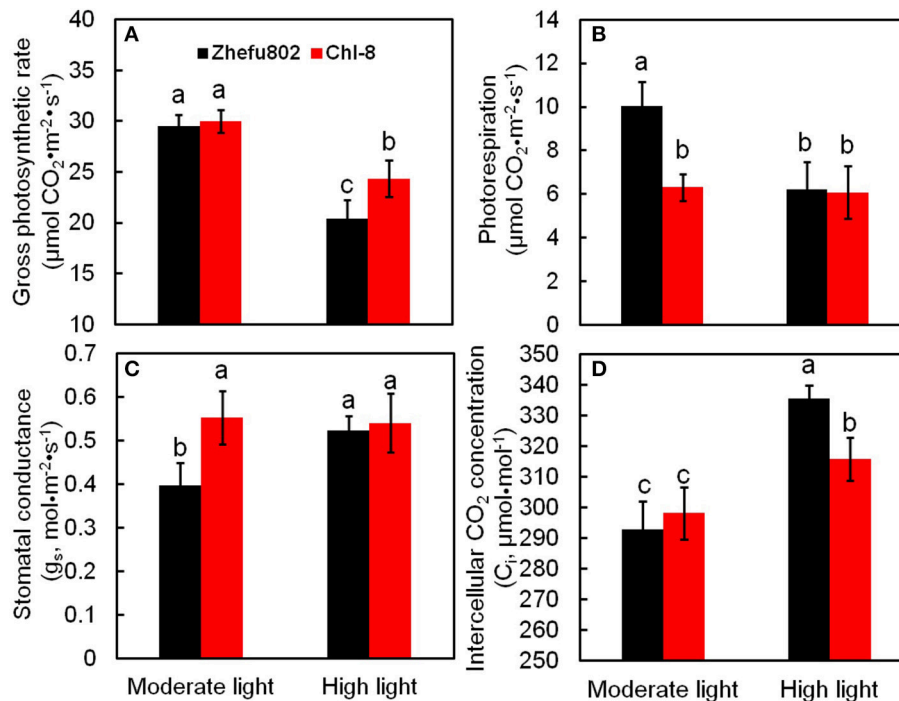 A
Zhefu802 Chl-8
Gross photosynthetic rate
(μmol CO₂•m⁻²•s⁻¹)
40
35
30
25
20
15
10
a a
c b
B
Photorespiration
(μmol CO₂•m⁻²•s⁻¹)
14
12
10
8
6
4
2
0
a b
b b
C
Stomatal conductance
(gₛ, mol•m⁻²•s⁻¹)
0.7
0.6
0.5
0.4
0.3
0.2
0.1
0
b a
a a
Moderate light High light
D
Intercellular CO₂ concentration
(Cᵢ, μmol•mol⁻¹)
350
340
330
320
310
300
290
280
270
260
250
c c
a b
Moderate light High light